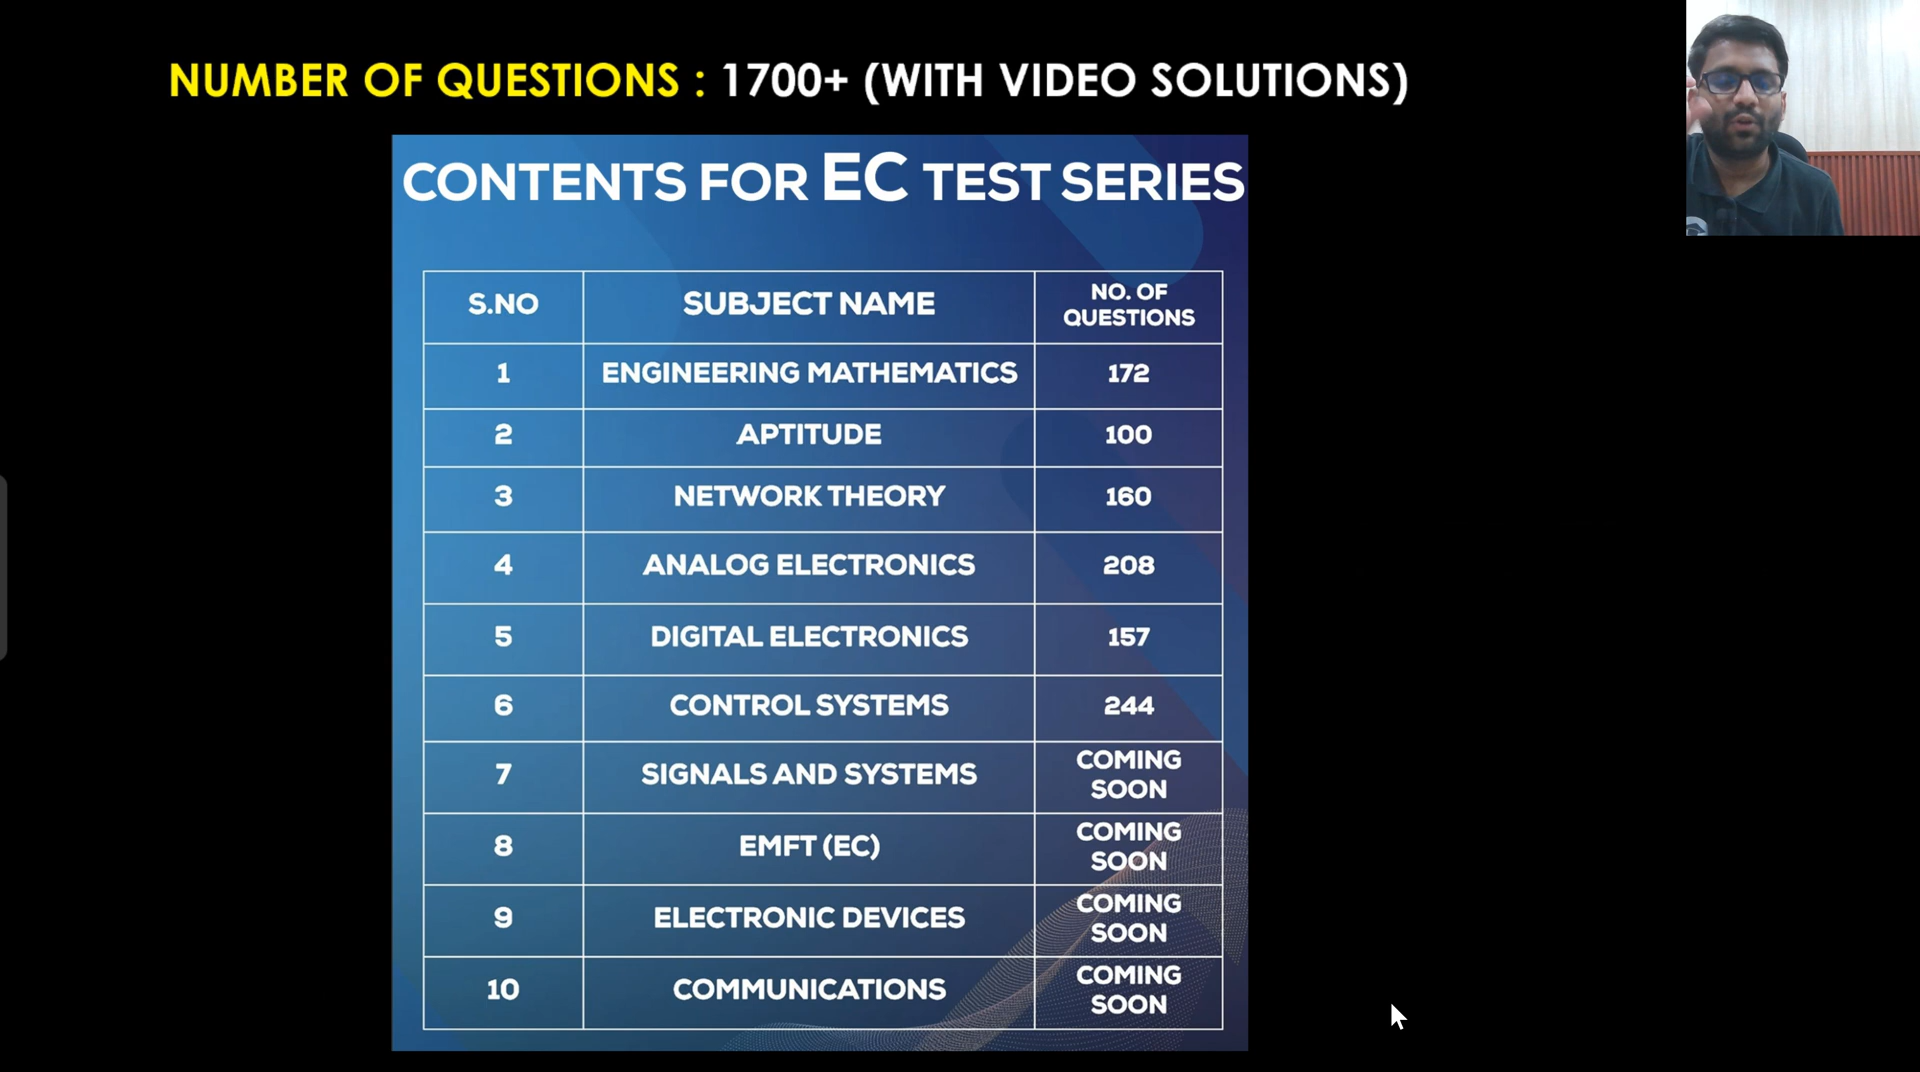 NUMBER OF QUESTIONS : 1700+ (WITH VIDEO SOLUTIONS)
CONTENTS FOR EC TEST SERIES
S.NO SUBJECT NAME NO. OF QUESTIONS
1 ENGINEERING MATHEMATICS 172
2 APTITUDE 100
3 NETWORK THEORY 160
4 ANALOG ELECTRONICS 208
5 DIGITAL ELECTRONICS 157
6 CONTROL SYSTEMS 244
7 SIGNALS AND SYSTEMS COMING SOON
8 EMFT (EC) COMING SOON
9 ELECTRONIC DEVICES COMING SOON
10 COMMUNICATIONS COMING SOON